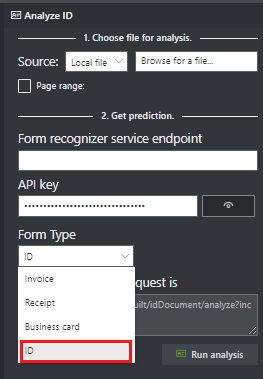 Analyze ID
1. Choose file for analysis.
Source: Local file Browse for a file...
Page range:
2. Get prediction.
Form recognizer service endpoint
API key
••••••••••••••••••••••••••••••••
Form Type
ID
Invoice
Receipt
Business card
ID
quest is
uilt/idDocument/analyze?inc
Run analysis